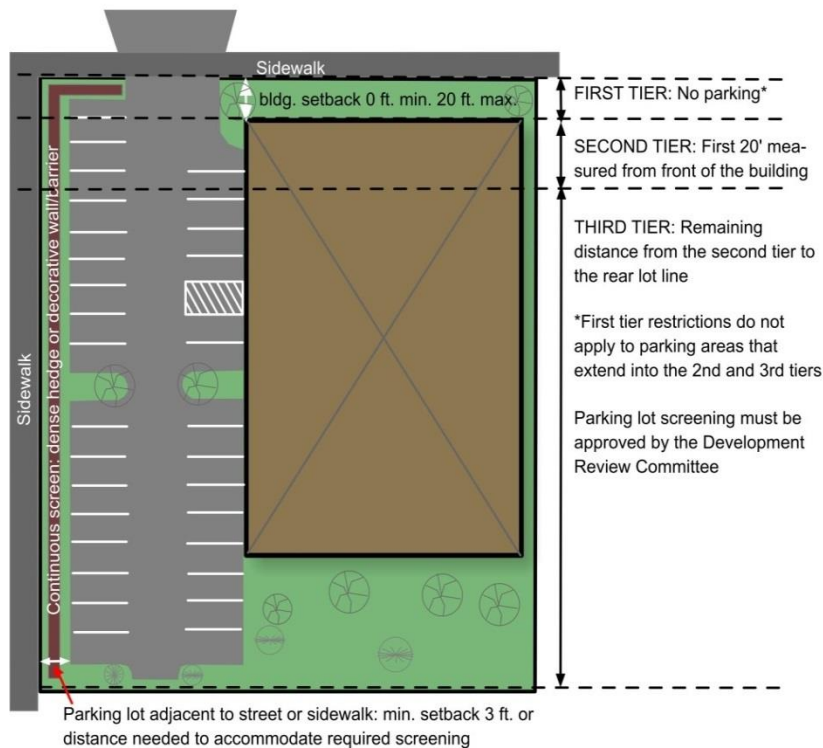 Sidewalk
bldg. setback 0 ft. min. 20 ft. max.
FIRST TIER: No parking*
SECOND TIER: First 20' mea-
sured from front of the building
THIRD TIER: Remaining
distance from the second tier to
the rear lot line
*First tier restrictions do not
apply to parking areas that
extend into the 2nd and 3rd tiers
Parking lot screening must be
approved by the Development
Review Committee
Sidewalk
Continuous screen: dense hedge or decorative wall/barrier
Parking lot adjacent to street or sidewalk: min. setback 3 ft. or
distance needed to accommodate required screening